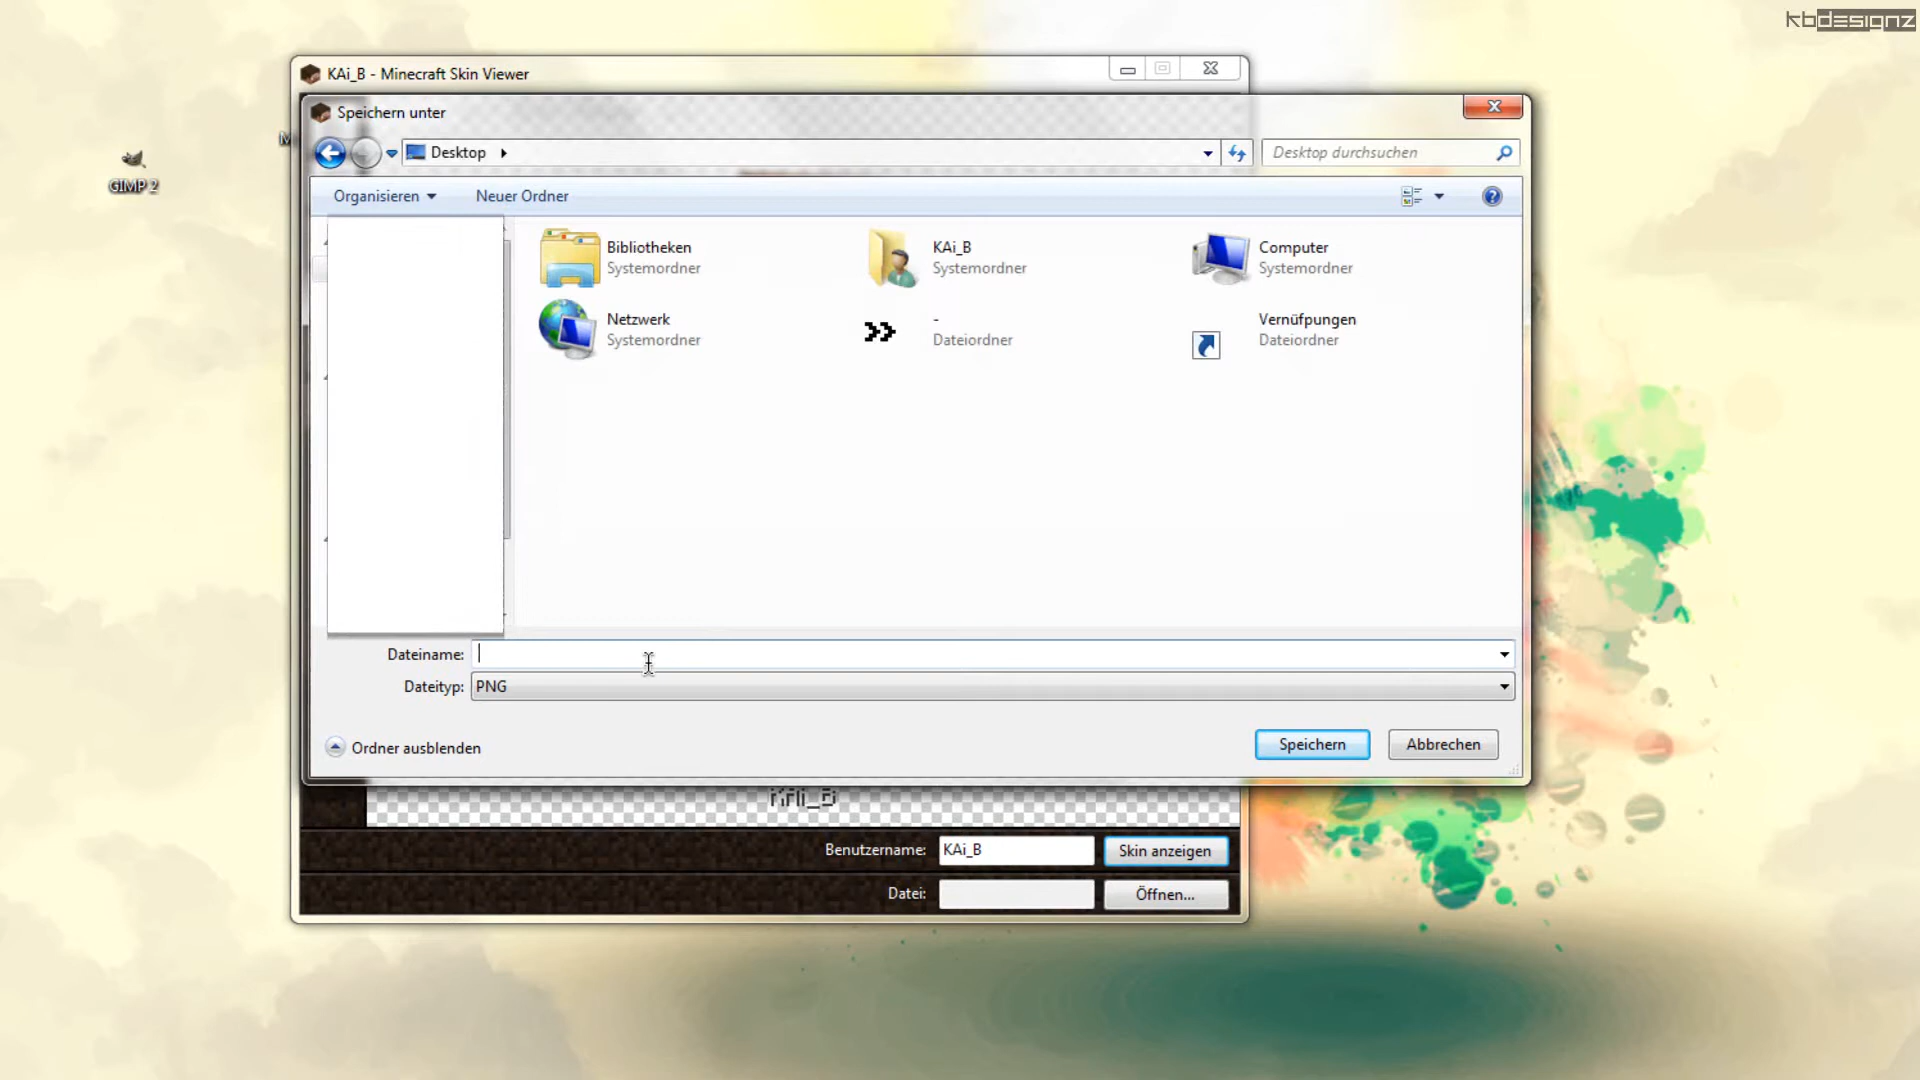 kbdesignz
KAi_B - Minecraft Skin Viewer
Speichern unter
Desktop
Desktop durchsuchen
M
GIMP 2
Organisieren
Neuer Ordner
Bibliotheken
Systemordner
KAi_B
Systemordner
Computer
Systemordner
Netzwerk
Systemordner
-
Dateiordner
Vernüfpungen
Dateiordner
Dateiname:
Dateityp: PNG
Ordner ausblenden
Speichern
Abbrechen
KAi_B
Benutzername: KAi_B
Skin anzeigen
Datei:
Öffnen...